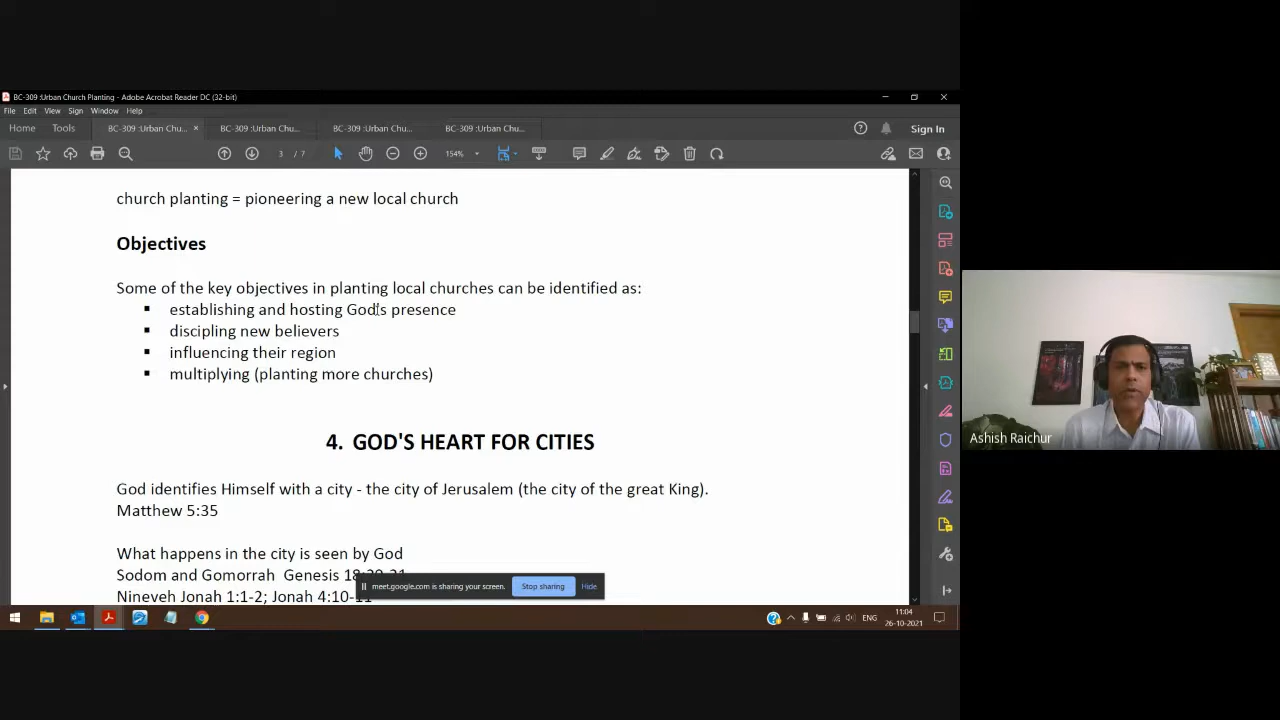 BC-309 :Urban Church Planting - Adobe Acrobat Reader DC (32-bit)
File Edit View Sign Window Help
Home Tools BC-309 :Urban Chu... × BC-309 :Urban Chu... BC-309 :Urban Chu... BC-309 :Urban Chu... Sign In
3 / 7 154%
church planting = pioneering a new local church
Objectives
Some of the key objectives in planting local churches can be identified as:
▪ establishing and hosting God's presence
▪ discipling new believers
▪ influencing their region
▪ multiplying (planting more churches)
4. GOD'S HEART FOR CITIES
God identifies Himself with a city - the city of Jerusalem (the city of the great King).
Matthew 5:35
What happens in the city is seen by God
Sodom and Gomorrah Genesis
Nineveh Jonah 1:1-2; Jonah 4:10-11
meet.google.com is sharing your screen. Stop sharing Hide
ENG
11:04
26-10-2021
Ashish Raichur